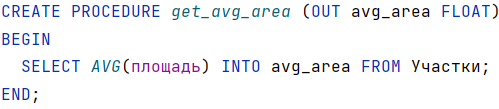 CREATE PROCEDURE get_avg_area (OUT avg_area FLOAT)
BEGIN
  SELECT AVG(площадь) INTO avg_area FROM Участки;
END;